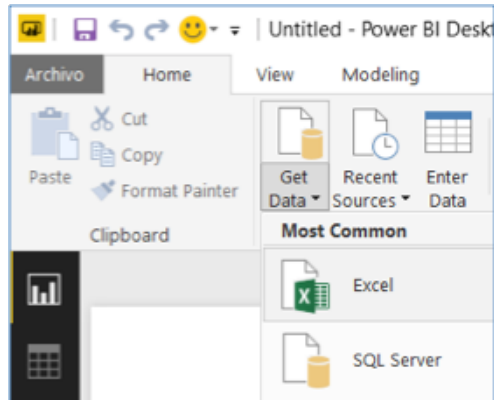 Untitled - Power BI Deskt
Archivo Home View Modeling
Paste
Cut
Copy
Format Painter
Clipboard
Get Data
Recent Sources
Enter Data
Most Common
Excel
SQL Server